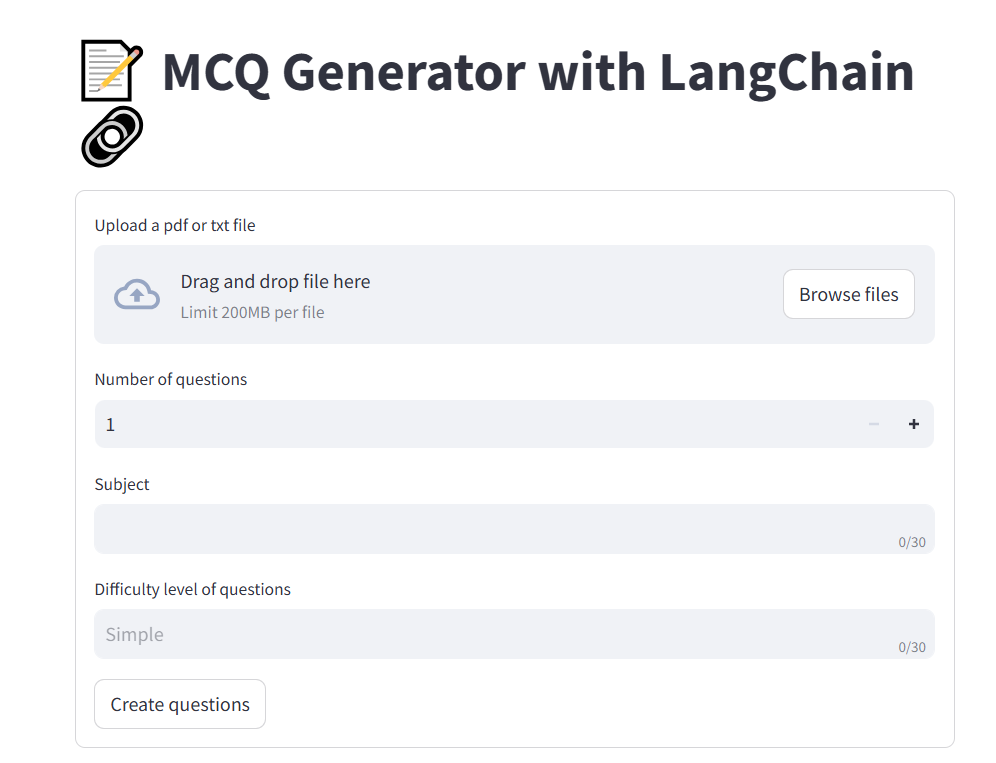 MCQ Generator with LangChain
Upload a pdf or txt file
Drag and drop file here
Limit 200MB per file
Browse files
Number of questions
1
Subject
0/30
Difficulty level of questions
Simple
0/30
Create questions